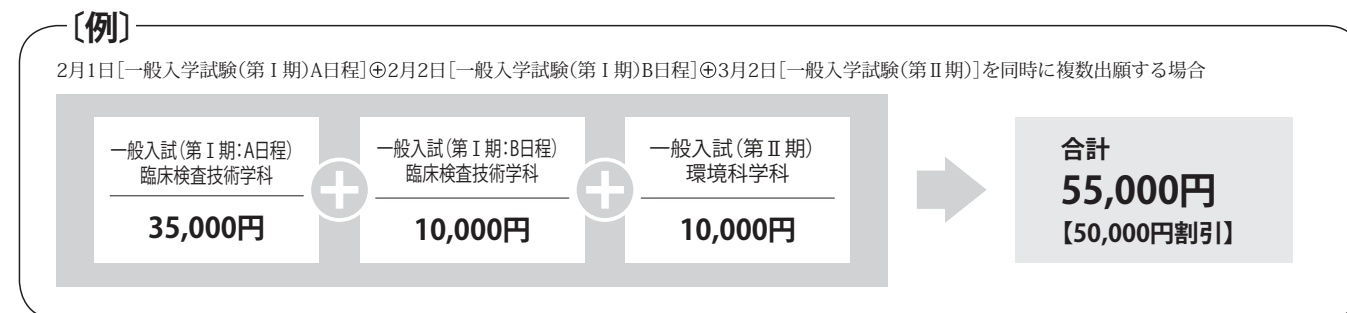 〔例〕
2月1日[一般入学試験(第Ⅰ期)A日程]⊕2月2日[一般入学試験(第Ⅰ期)B日程]⊕3月2日[一般入学試験(第Ⅱ期)]を同時に複数出願する場合
一般入試(第Ⅰ期:A日程)
臨床検査技術学科
35,000円
+
一般入試(第Ⅰ期:B日程)
臨床検査技術学科
10,000円
+
一般入試(第Ⅱ期)
環境科学科
10,000円
合計
55,000円
【50,000円割引】